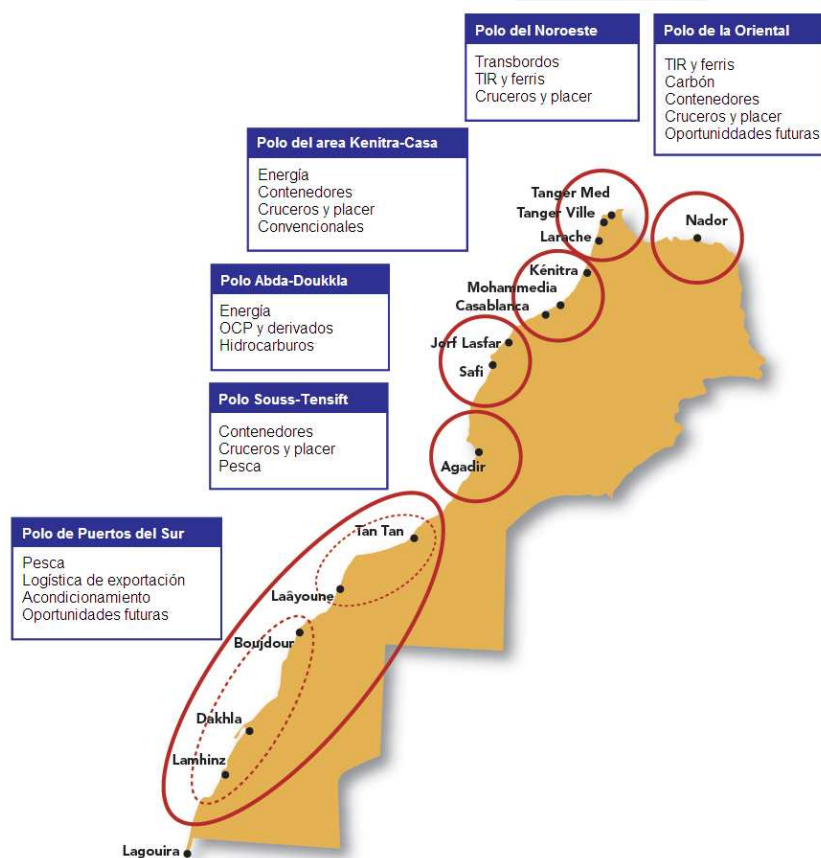 Polo del Noroeste
Transbordos
TIR y ferris
Cruceros y placer
Polo de la Oriental
TIR y ferris
Carbón
Contenedores
Cruceros y placer
Oportuniddades futuras
Polo del area Kenitra-Casa
Energía
Contenedores
Cruceros y placer
Convencionales
Polo Abda-Doukkla
Energía
OCP y derivados
Hidrocarburos
Polo Souss-Tensift
Contenedores
Cruceros y placer
Pesca
Polo de Puertos del Sur
Pesca
Logística de exportación
Acondicionamiento
Oportunidades futuras
Tanger Med
Tanger Ville
Larache
Nador
Kénitra
Mohammedia
Casablanca
Jorf Lasfar
Safi
Agadir
Tan Tan
Laâyoune
Boujdour
Dakhla
Lamhinz
Lagouira